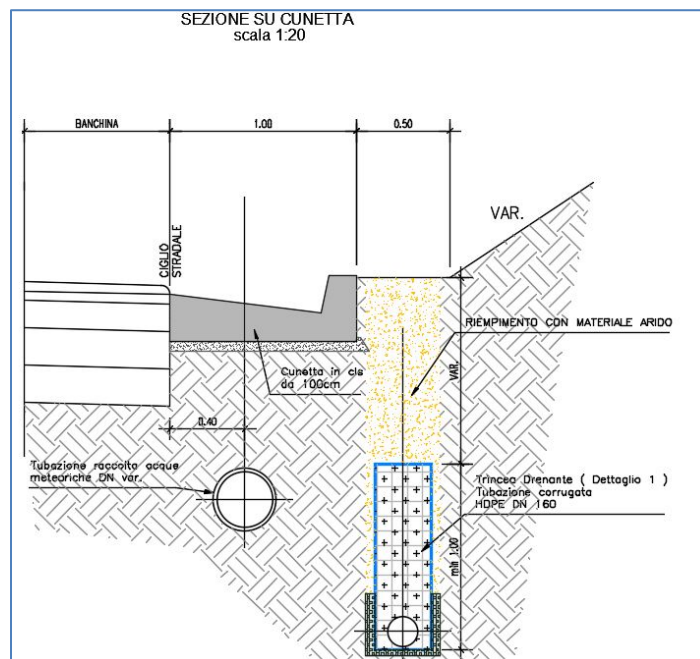 SEZIONE SU CUNETTA
scala 1:20
BANCHINA
1.00
0.50
VAR.
CIGLIO
STRADALE
RIEMPIMENTO CON MATERIALE ARIDO
VAR.
Cunetta in cls
da 100cm
0.40
Tubazione raccolta acque
meteoriche DN var.
Trincea Drenante ( Dettaglio 1 )
Tubazione corrugata
HDPE DN 160
min 1.00